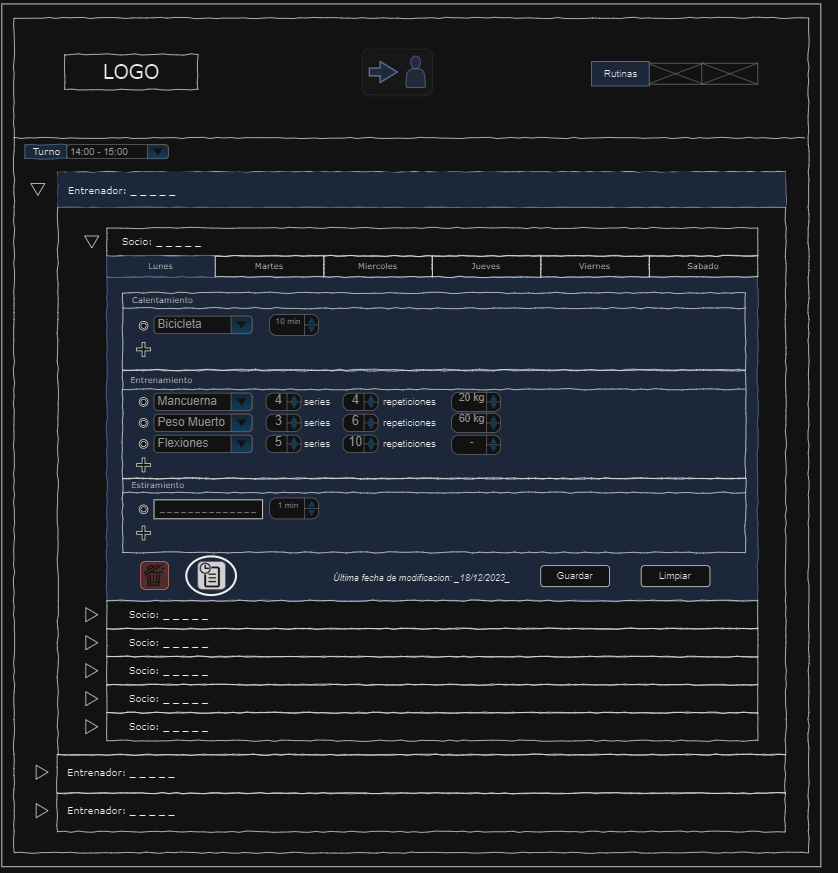 LOGO
Rutinas
Turno 14:00 - 15:00
Entrenador: _ _ _ _ _
Socio: _ _ _ _ _
Lunes Martes Miercoles Jueves Viernes Sabado
Calentamiento
Bicicleta 10 min
Entrenamiento
Mancuerna 4 series 4 repeticiones 20 kg
Peso Muerto 3 series 6 repeticiones 60 kg
Flexiones 5 series 10 repeticiones -
Estiramiento
_ _ _ _ _ _ _ _ _ _ _ _ _ _ 1 min
Última fecha de modificacion: _18/12/2023_ Guardar Limpiar
Socio: _ _ _ _ _
Socio: _ _ _ _ _
Socio: _ _ _ _ _
Socio: _ _ _ _ _
Socio: _ _ _ _ _
Entrenador: _ _ _ _ _
Entrenador: _ _ _ _ _